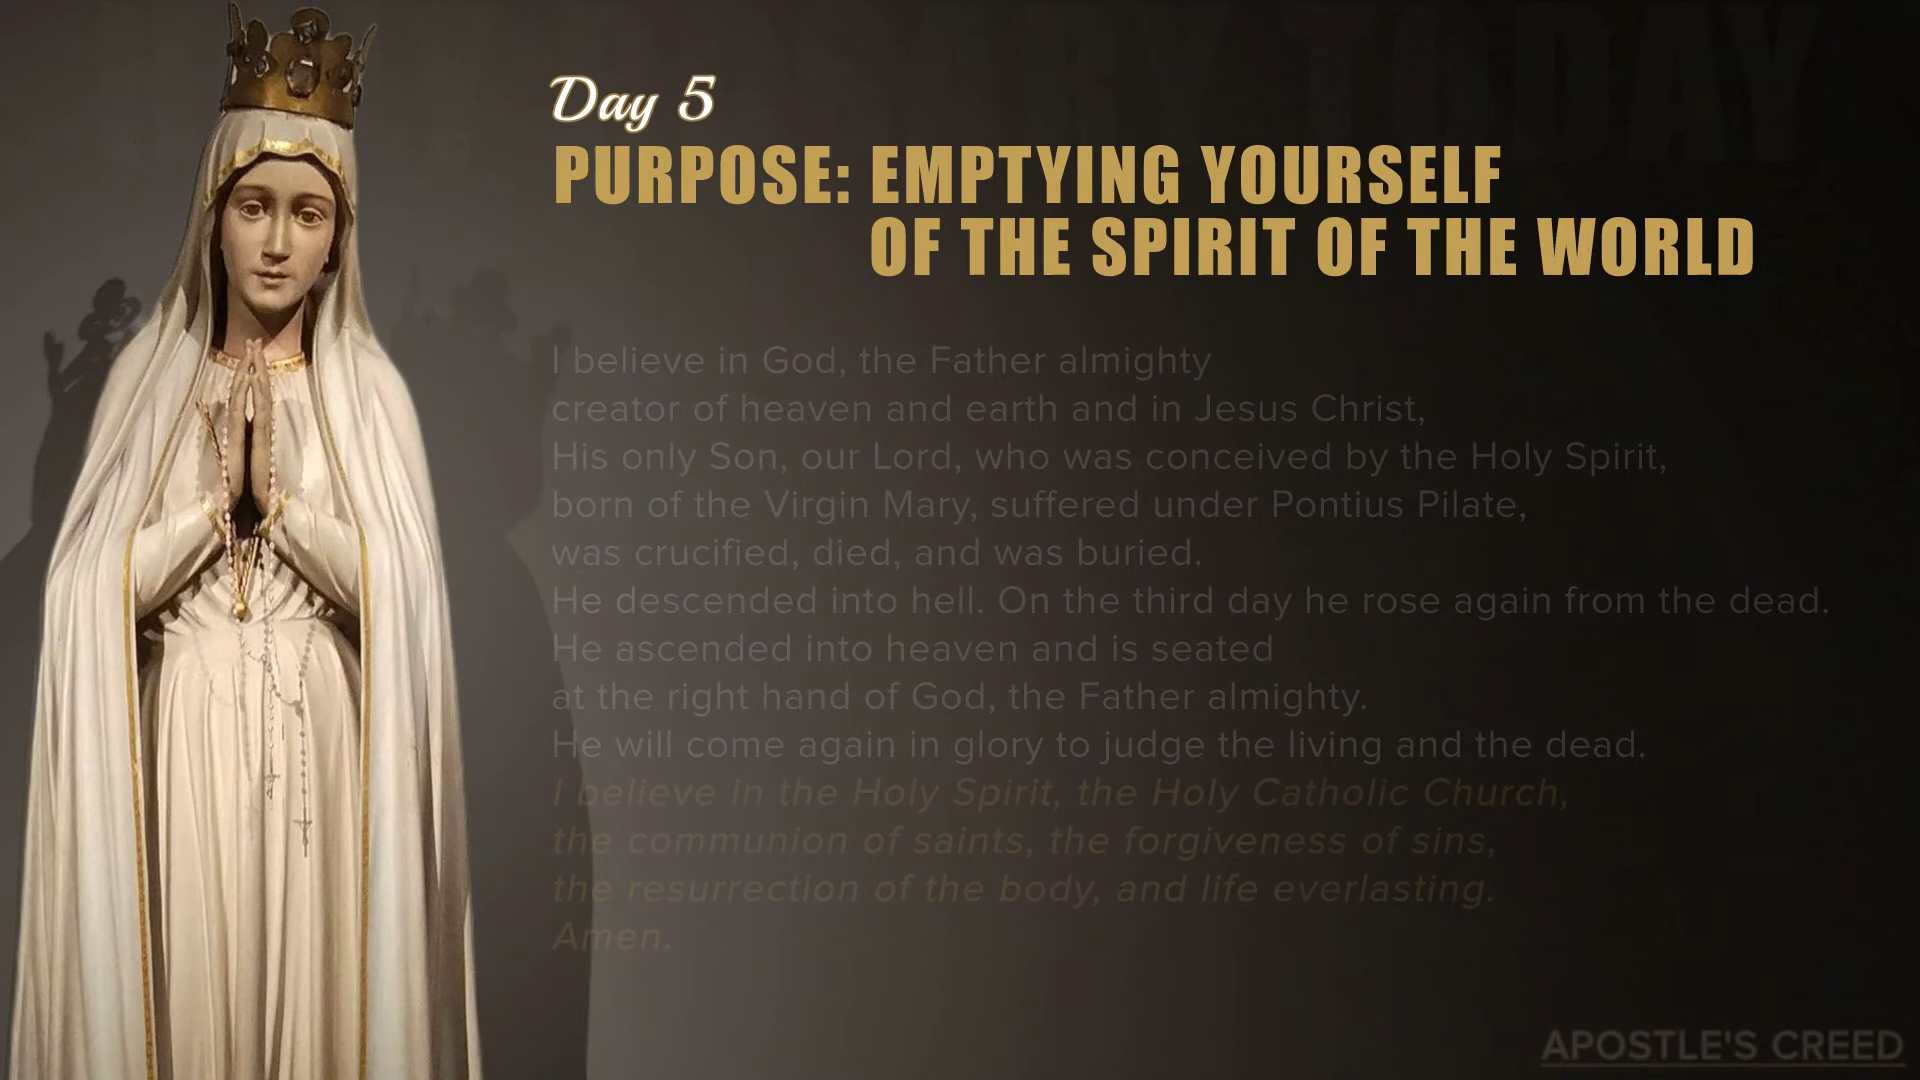 Day 5
PURPOSE: EMPTYING YOURSELF
OF THE SPIRIT OF THE WORLD
I believe in God, the Father almighty
creator of heaven and earth and in Jesus Christ,
His only Son, our Lord, who was conceived by the Holy Spirit,
born of the Virgin Mary, suffered under Pontius Pilate,
was crucified, died, and was buried.
He descended into hell. On the third day he rose again from the dead.
He ascended into heaven and is seated
at the right hand of God, the Father almighty.
He will come again in glory to judge the living and the dead.
I believe in the Holy Spirit, the Holy Catholic Church,
the communion of saints, the forgiveness of sins,
the resurrection of the body, and life everlasting.
Amen.
APOSTLE'S CREED